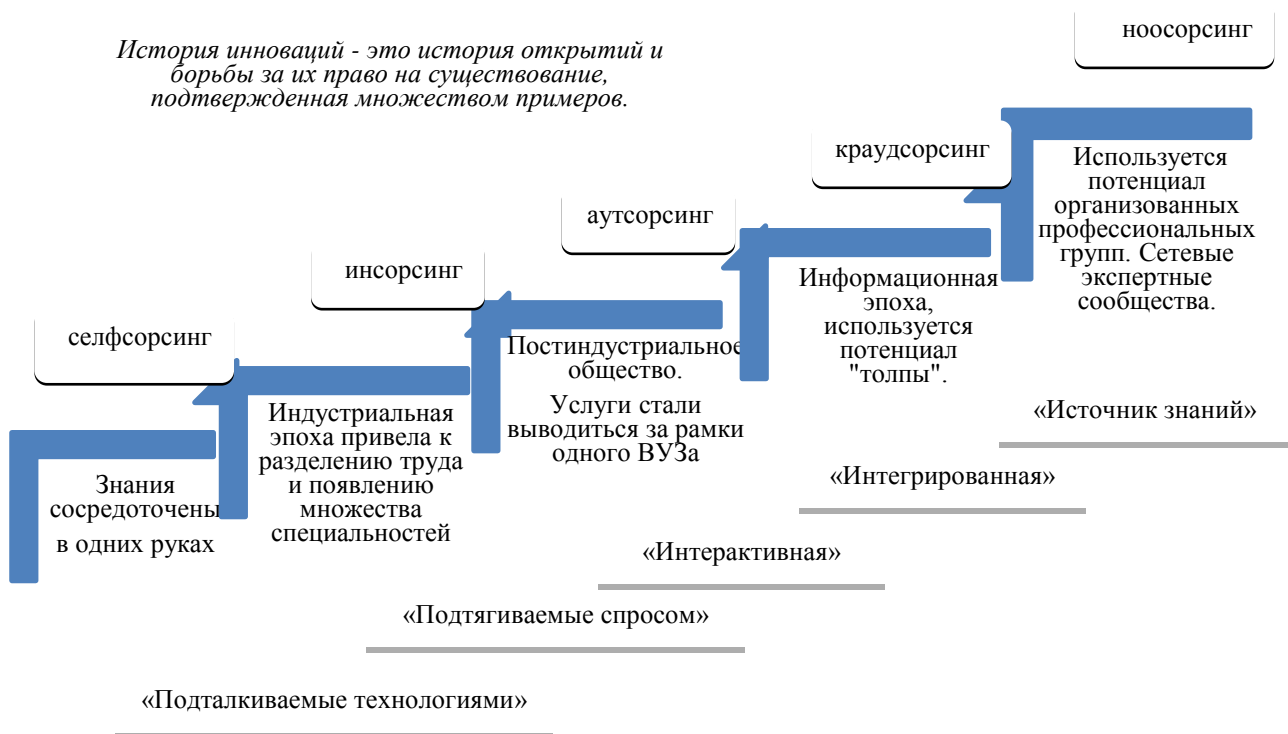 История инноваций - это история открытий и
борьбы за их право на существование,
подтвержденная множеством примеров.
селфсорсинг
Знания
сосредоточены
в одних руках
инсорсинг
Индустриальная
эпоха привела к
разделению труда
и появлению
множества
специальностей
аутсорсинг
Постиндустриальное
общество.
Услуги стали
выводиться за рамки
одного ВУЗа
краудсорсинг
Информационная
эпоха,
используется
потенциал
"толпы".
ноосорсинг
Используется
потенциал
организованных
профессиональных
групп. Сетевые
экспертные
сообщества.
«Источник знаний»
«Интегрированная»
«Интерактивная»
«Подтягиваемые спросом»
«Подталкиваемые технологиями»